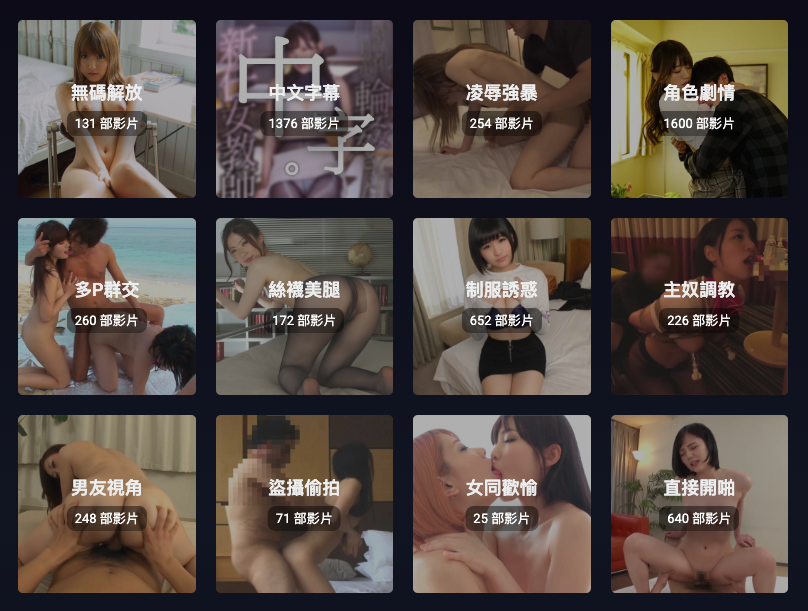 無碼解放
131 部影片
中文字幕
1376 部影片
凌辱強暴
254 部影片
角色劇情
1600 部影片
多P群交
260 部影片
絲襪美腿
172 部影片
制服誘惑
652 部影片
主奴調教
226 部影片
男友視角
248 部影片
盜攝偷拍
71 部影片
女同歡愉
25 部影片
直接開啪
640 部影片
中
子
。
女教師